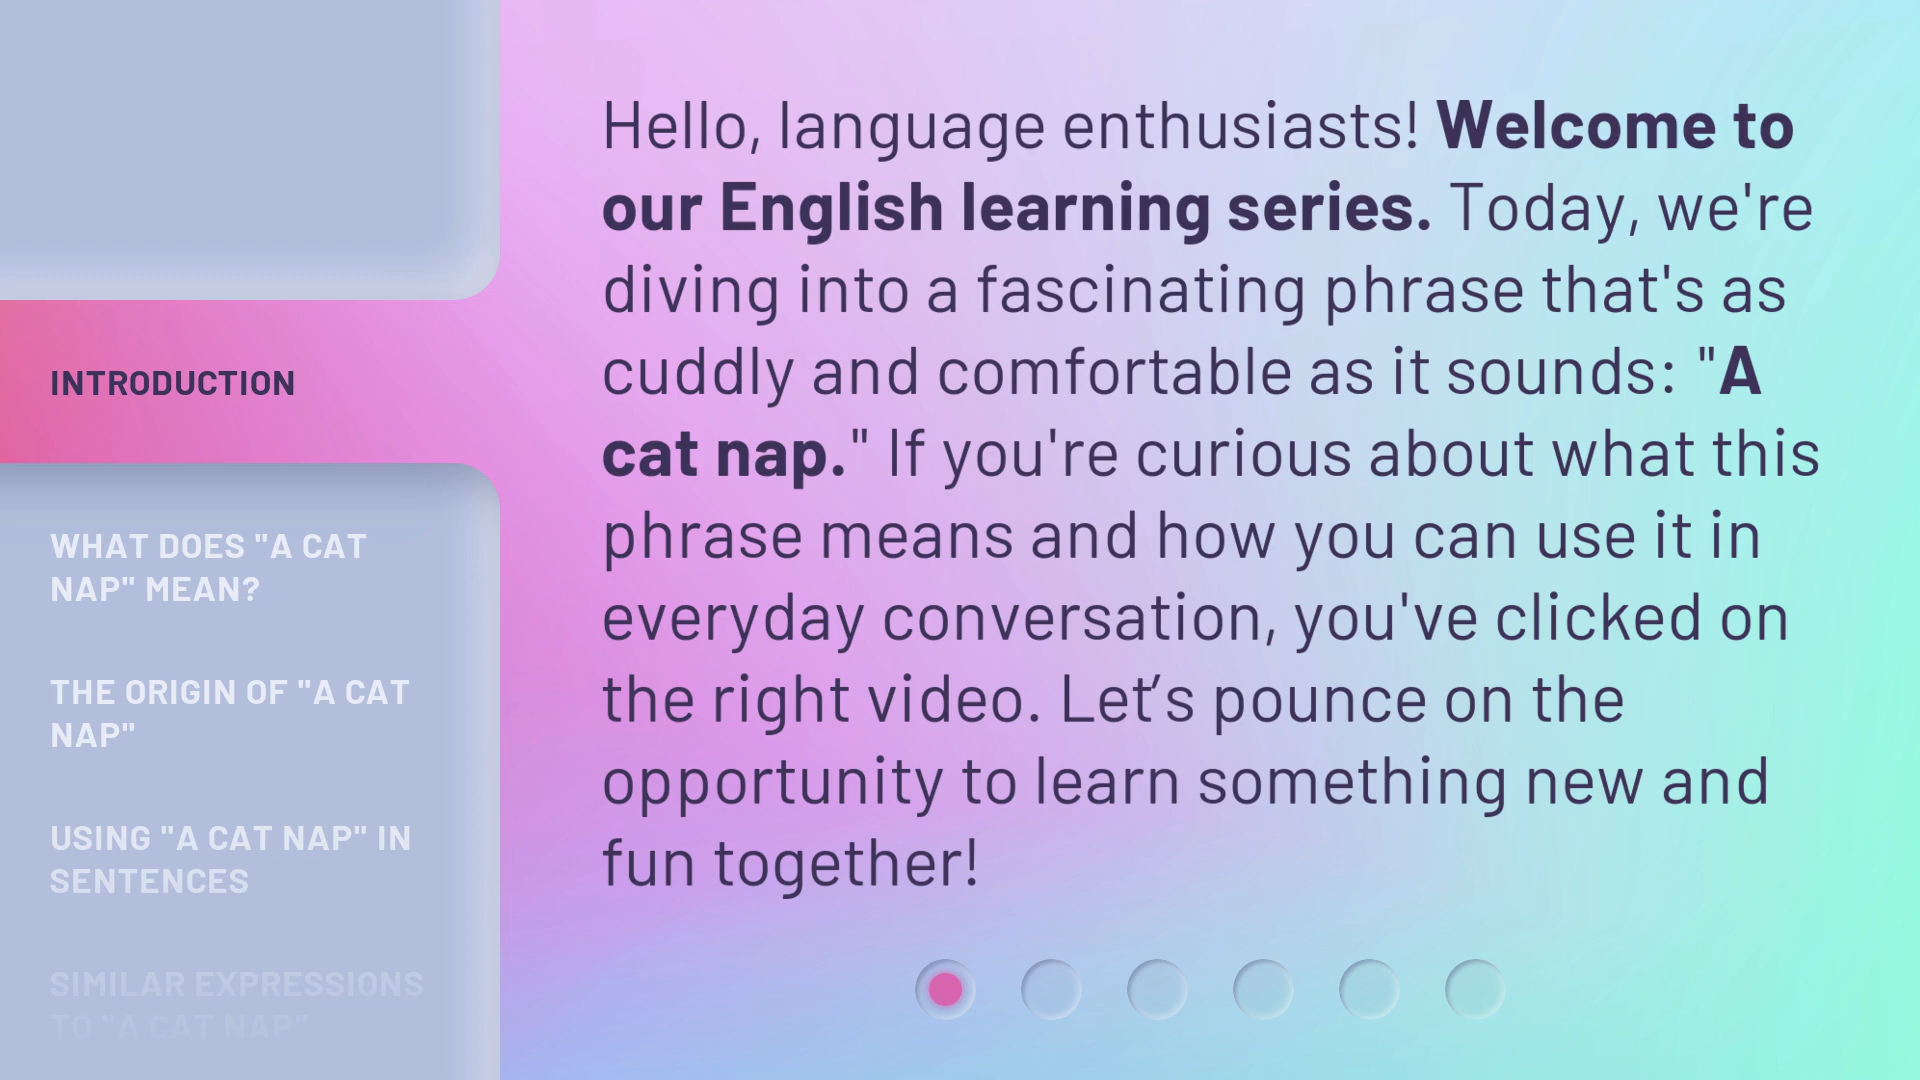 INTRODUCTION
WHAT DOES "A CAT
NAP" MEAN?
THE ORIGIN OF "A CAT
NAP"
USING "A CAT NAP" IN
SENTENCES
SIMILAR EXPRESSIONS
TO "A CAT NAP"
Hello, language enthusiasts! Welcome to
our English learning series. Today, we're
diving into a fascinating phrase that's as
cuddly and comfortable as it sounds: "A
cat nap." If you're curious about what this
phrase means and how you can use it in
everyday conversation, you've clicked on
the right video. Let’s pounce on the
opportunity to learn something new and
fun together!